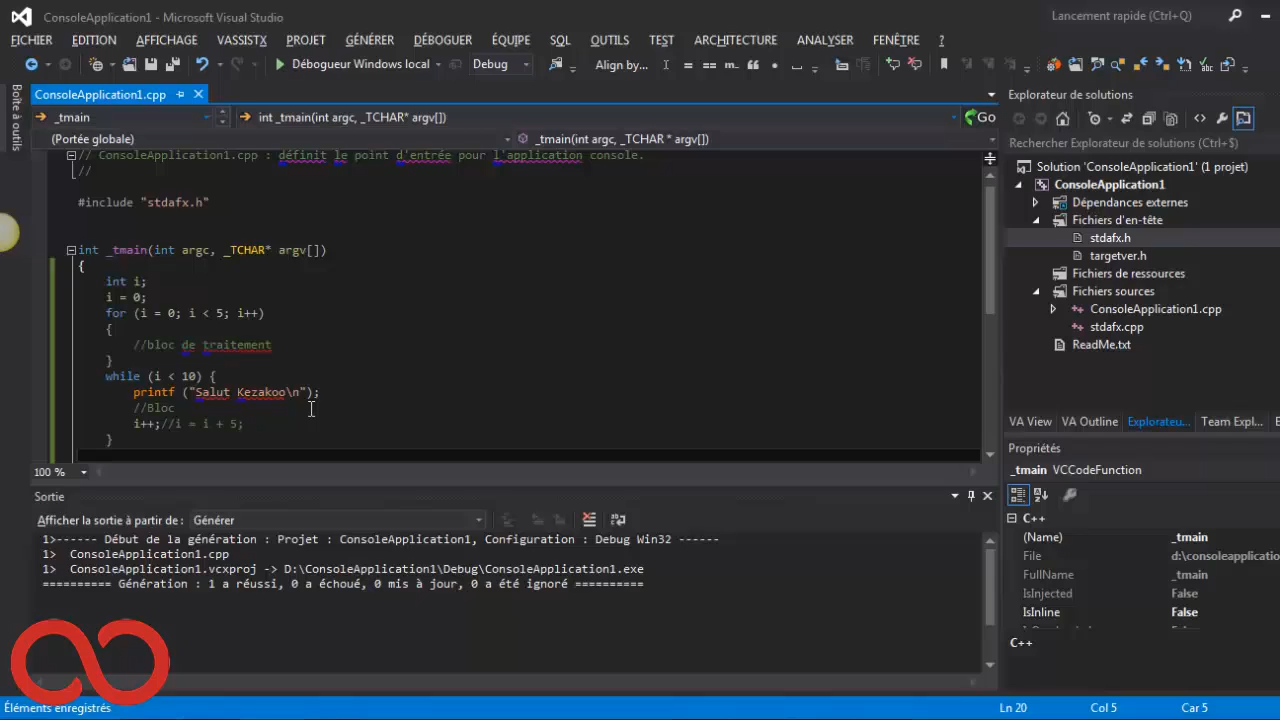 ConsoleApplication1 - Microsoft Visual Studio
Lancement rapide (Ctrl+Q)
FICHIER EDITION AFFICHAGE VASSISTX PROJET GÉNÉRER DÉBOGUER ÉQUIPE SQL OUTILS TEST ARCHITECTURE ANALYSER FENÊTRE ?
Débogueur Windows local Debug Align by...
ConsoleApplication1.cpp
_tmain int _tmain(int argc, _TCHAR* argv[]) Go
(Portée globale) _tmain(int argc, _TCHAR * argv[])
Boîte à outils
// ConsoleApplication1.cpp : définit le point d'entrée pour l'application console.
//
#include "stdafx.h"
int _tmain(int argc, _TCHAR* argv[])
{
int i;
i = 0;
for (i = 0; i < 5; i++)
{
//bloc de traitement
}
while (i < 10) {
printf ("Salut Kezakoo\n");
//Bloc
i++;//i = i + 5;
}
100 %
Sortie
Afficher la sortie à partir de : Générer
1>------ Début de la génération : Projet : ConsoleApplication1, Configuration : Debug Win32 ------
1> ConsoleApplication1.cpp
1> ConsoleApplication1.vcxproj -> D:\ConsoleApplication1\Debug\ConsoleApplication1.exe
========== Génération : 1 a réussi, 0 a échoué, 0 mis à jour, 0 a été ignoré ==========
Explorateur de solutions
Rechercher Explorateur de solutions (Ctrl+$)
Solution 'ConsoleApplication1' (1 projet)
ConsoleApplication1
Dépendances externes
Fichiers d'en-tête
stdafx.h
targetver.h
Fichiers de ressources
Fichiers sources
ConsoleApplication1.cpp
stdafx.cpp
ReadMe.txt
VA View VA Outline Explorateu... Team Expl...
Propriétés
_tmain VCCodeFunction
C++
(Name) _tmain
File d:\consoleapplicatio
FullName _tmain
IsInjected False
IsInline False
C++
Éléments enregistrés Ln 20 Col 5 Car 5